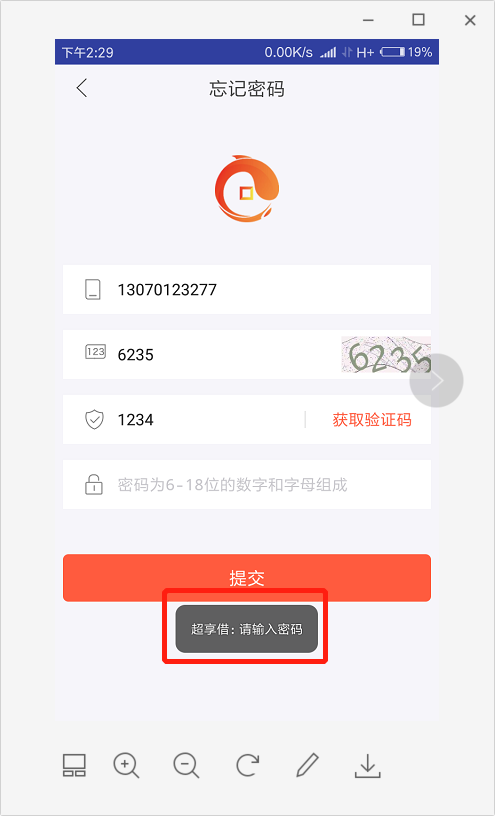 下午2:29 0.00K/s H+ 19%
忘记密码
13070123277
123 6235 6235
1234 获取验证码
密码为6-18位的数字和字母组成
提交
超享借: 请输入密码